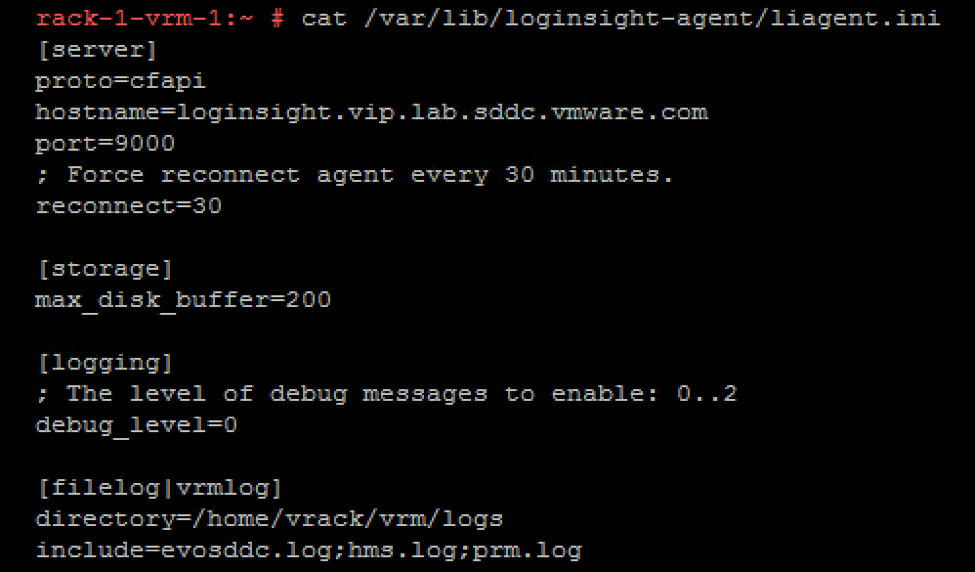 rack-1-vrm-1:~ # cat /var/lib/loginsight-agent/liagent.ini
[server]
proto=cfapi
hostname=loginsight.vip.lab.sddc.vmware.com
port=9000
; Force reconnect agent every 30 minutes.
reconnect=30
[storage]
max_disk_buffer=200
[logging]
; The level of debug messages to enable: 0..2
debug_level=0
[filelog|vrmlog]
directory=/home/vrack/vrm/logs
include=evosddc.log;hms.log;prm.log